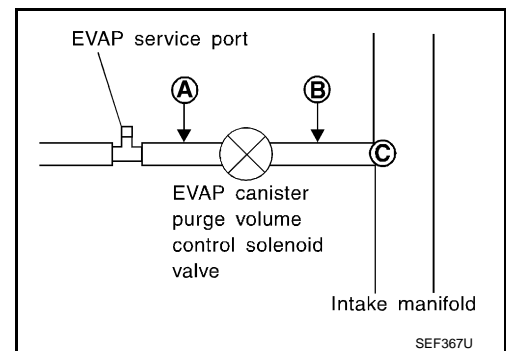 EVAP service port
A
B
C
EVAP canister
purge volume
control solenoid
valve
Intake manifold
SEF367U